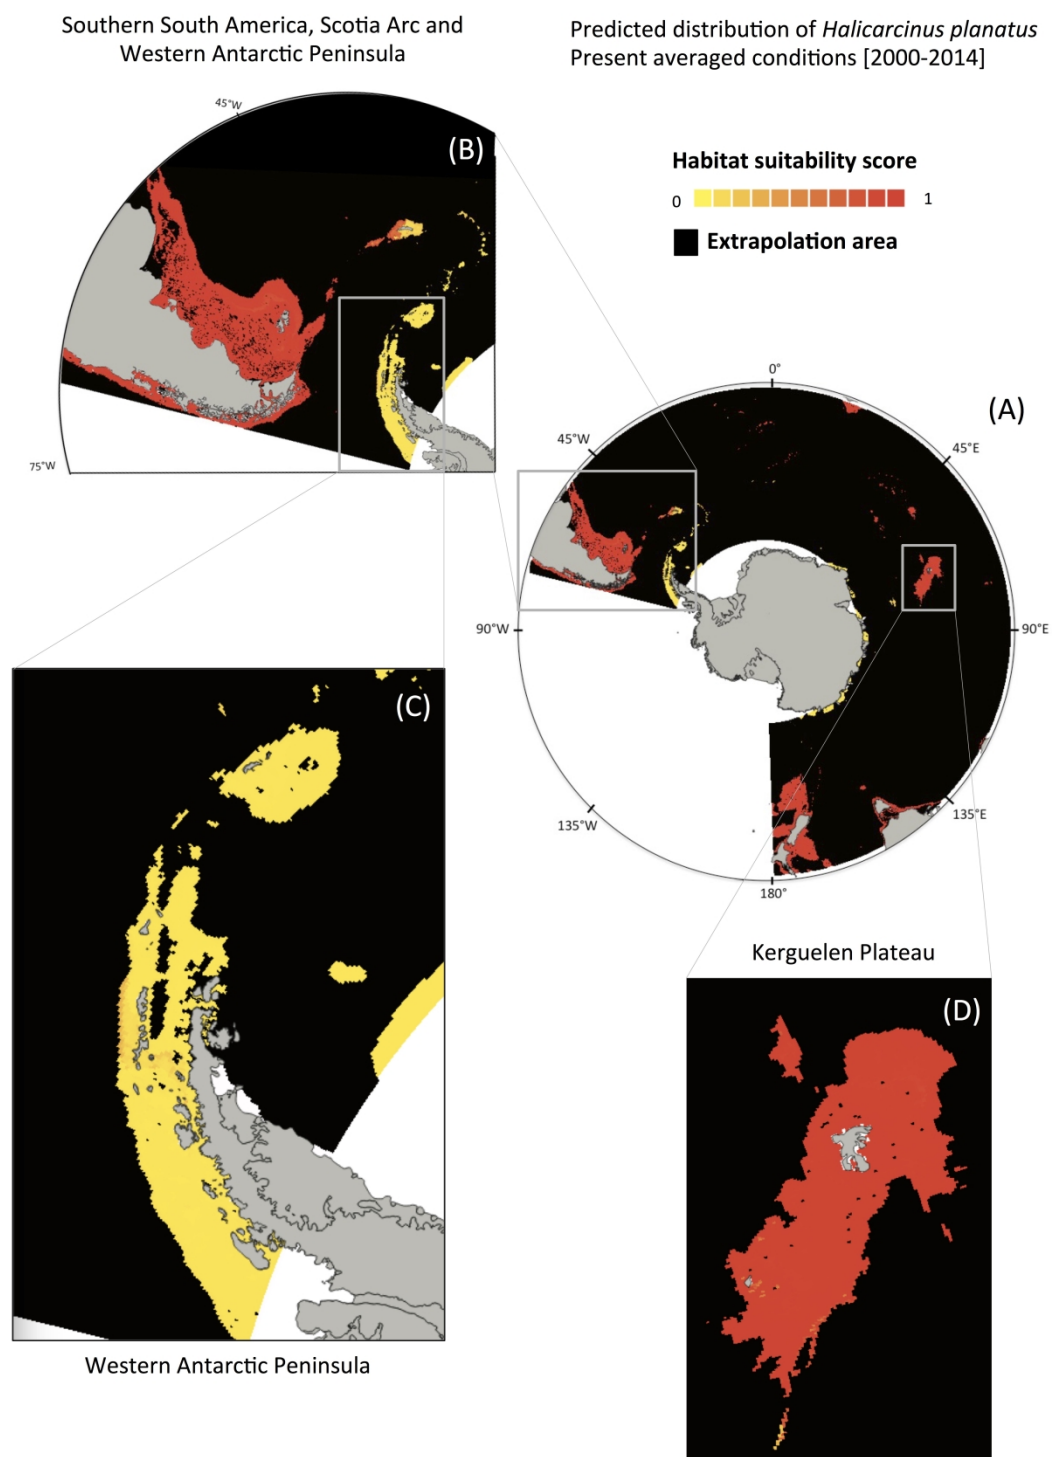 Southern South America, Scotia Arc and
Western Antarctic Peninsula
Predicted distribution of Halicarcinus planatus
Present averaged conditions [2000-2014]
45°W
(B)
Habitat suitability score
0
1
Extrapolation area
75°W
0°
(A)
45°W
45°E
90°W
90°E
(C)
135°W
135°E
180°
Kerguelen Plateau
(D)
Western Antarctic Peninsula